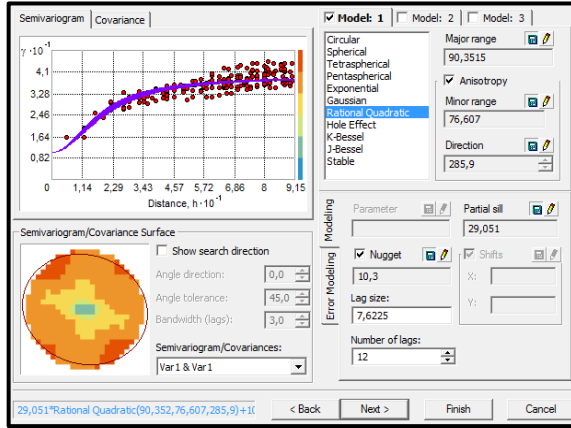 Semivariogram Covariance
γ ·10⁻¹
4,1
3,28
2,46
1,64
0,82
0 1,14 2,29 3,43 4,57 5,72 6,86 8 9,15
Distance, h ·10⁻¹
Semivariogram/Covariance Surface
Show search direction
Angle direction: 0,0
Angle tolerance: 45,0
Bandwidth (lags): 3,0
Semivariogram/Covariances:
Var1 & Var1
Model: 1 Model: 2 Model: 3
Circular
Spherical
Tetraspherical
Pentaspherical
Exponential
Gaussian
Rational Quadratic
Hole Effect
K-Bessel
J-Bessel
Stable
Major range
90,3515
Anisotropy
Minor range
76,607
Direction
285,9
Modeling
Error Modeling
Parameter
Partial sill
29,051
Nugget
10,3
Shifts
X:
Y:
Lag size:
7,6225
Number of lags:
12
29,051*Rational Quadratic(90,352,76,607,285,9)+10
< Back Next > Finish Cancel